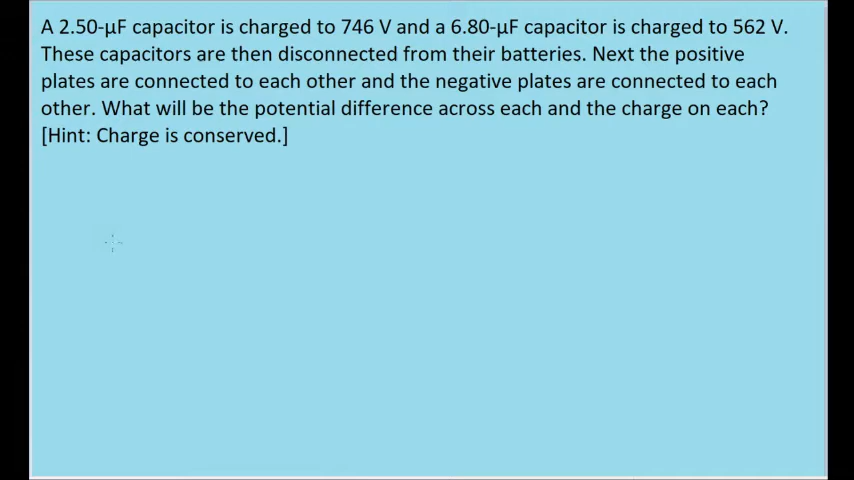 A 2.50-µF capacitor is charged to 746 V and a 6.80-µF capacitor is charged to 562 V.
These capacitors are then disconnected from their batteries. Next the positive
plates are connected to each other and the negative plates are connected to each
other. What will be the potential difference across each and the charge on each?
[Hint: Charge is conserved.]